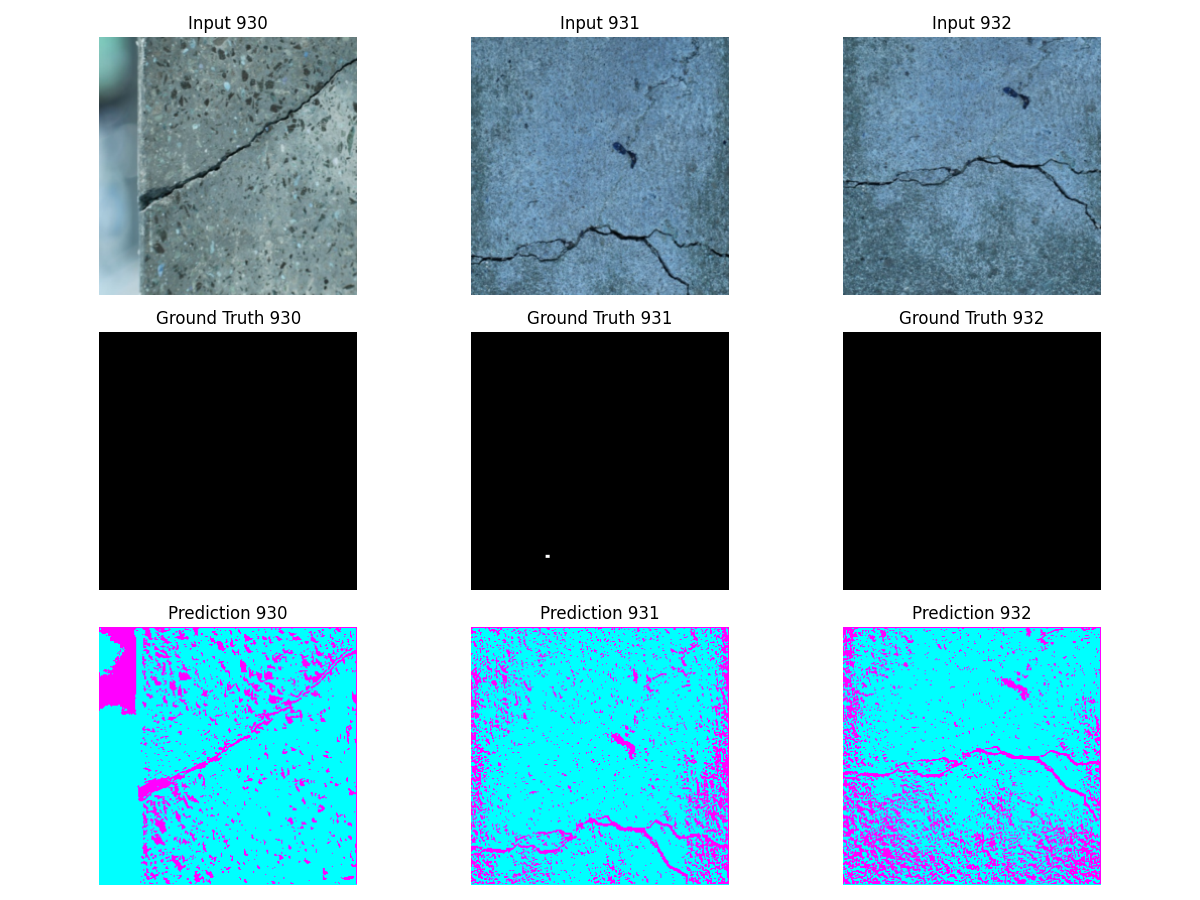 Input 930
Input 931
Input 932
Ground Truth 930
Ground Truth 931
Ground Truth 932
Prediction 930
Prediction 931
Prediction 932